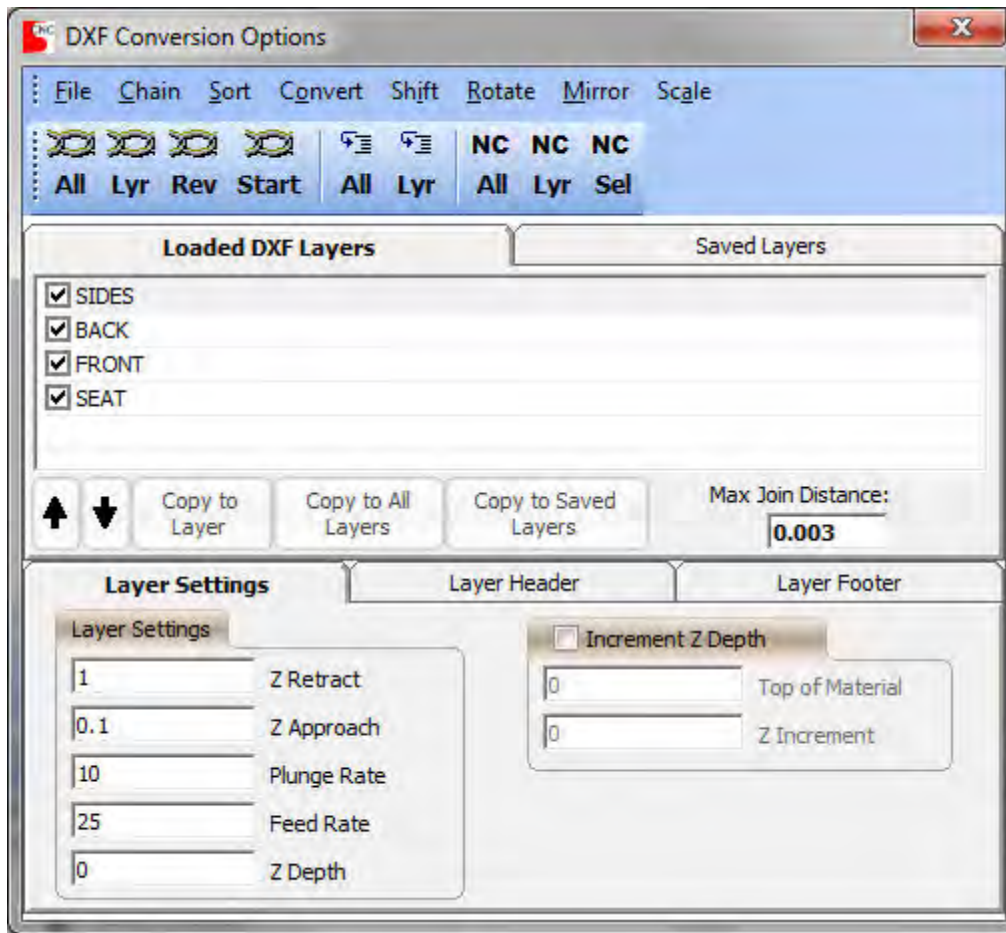 CNC DXF Conversion Options
File Chain Sort Convert Shift Rotate Mirror Scale
NC NC NC
All Lyr Rev Start All Lyr All Lyr Sel
Loaded DXF Layers Saved Layers
SIDES
BACK
FRONT
SEAT
Copy to Layer Copy to All Layers Copy to Saved Layers
Max Join Distance:
0.003
Layer Settings Layer Header Layer Footer
Layer Settings Increment Z Depth
1 Z Retract 0 Top of Material
0.1 Z Approach 0 Z Increment
10 Plunge Rate
25 Feed Rate
0 Z Depth